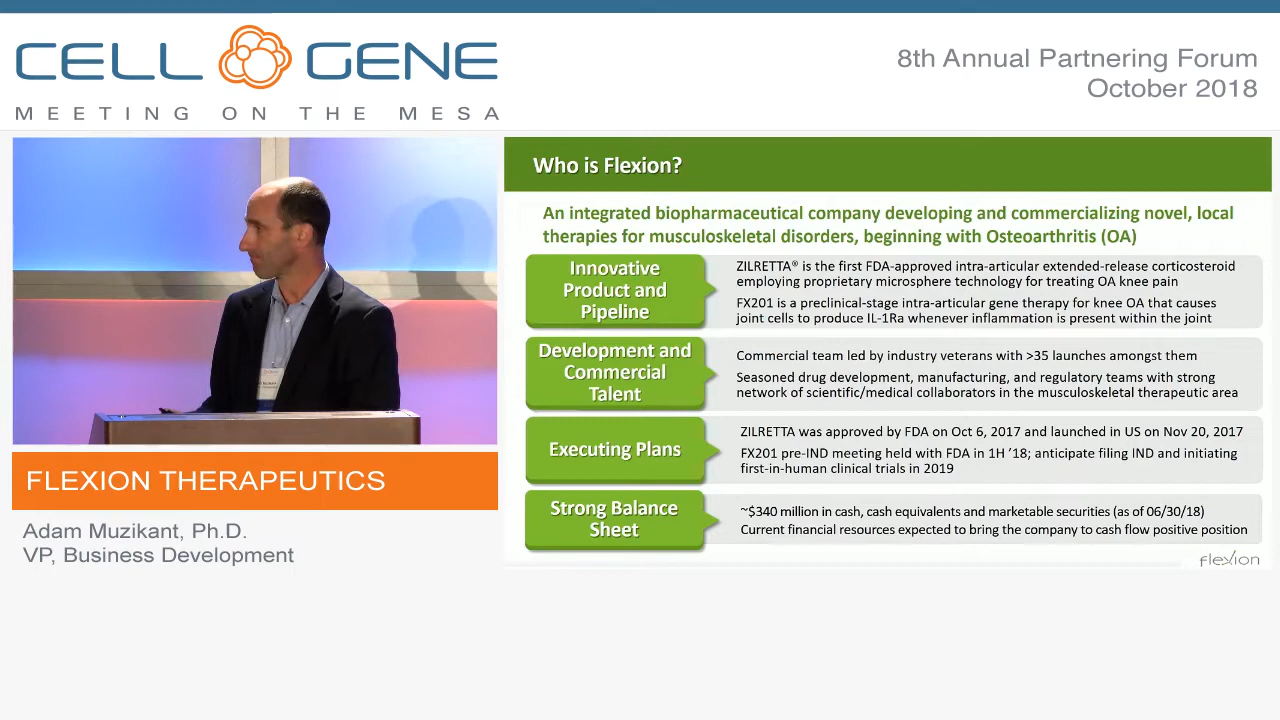 CELL GENE
MEETING ON THE MESA
8th Annual Partnering Forum
October 2018
Who is Flexion?
An integrated biopharmaceutical company developing and commercializing novel, local
therapies for musculoskeletal disorders, beginning with Osteoarthritis (OA)
Innovative
Product and
Pipeline
ZILRETTA® is the first FDA-approved intra-articular extended-release corticosteroid
employing proprietary microsphere technology for treating OA knee pain
FX201 is a preclinical-stage intra-articular gene therapy for knee OA that causes
joint cells to produce IL-1Ra whenever inflammation is present within the joint
Development and
Commercial
Talent
Commercial team led by industry veterans with >35 launches amongst them
Seasoned drug development, manufacturing, and regulatory teams with strong
network of scientific/medical collaborators in the musculoskeletal therapeutic area
Executing Plans
ZILRETTA was approved by FDA on Oct 6, 2017 and launched in US on Nov 20, 2017
FX201 pre-IND meeting held with FDA in 1H '18; anticipate filing IND and initiating
first-in-human clinical trials in 2019
Strong Balance
Sheet
~$340 million in cash, cash equivalents and marketable securities (as of 06/30/18)
Current financial resources expected to bring the company to cash flow positive position
flexion
FLEXION THERAPEUTICS
Adam Muzikant, Ph.D.
VP, Business Development